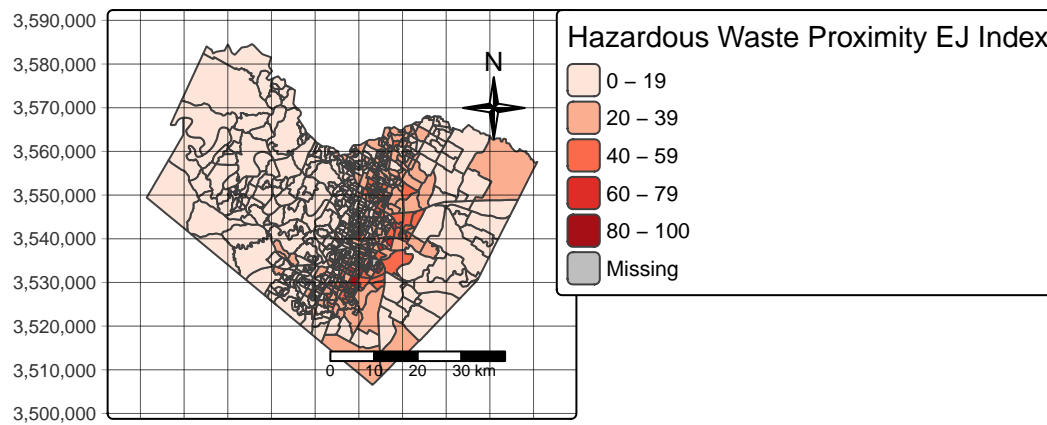 3,590,000
3,580,000
3,570,000
3,560,000
3,550,000
3,540,000
3,530,000
3,520,000
3,510,000
3,500,000
N
0 10 20 30 km
Hazardous Waste Proximity EJ Index
0 – 19
20 – 39
40 – 59
60 – 79
80 – 100
Missing